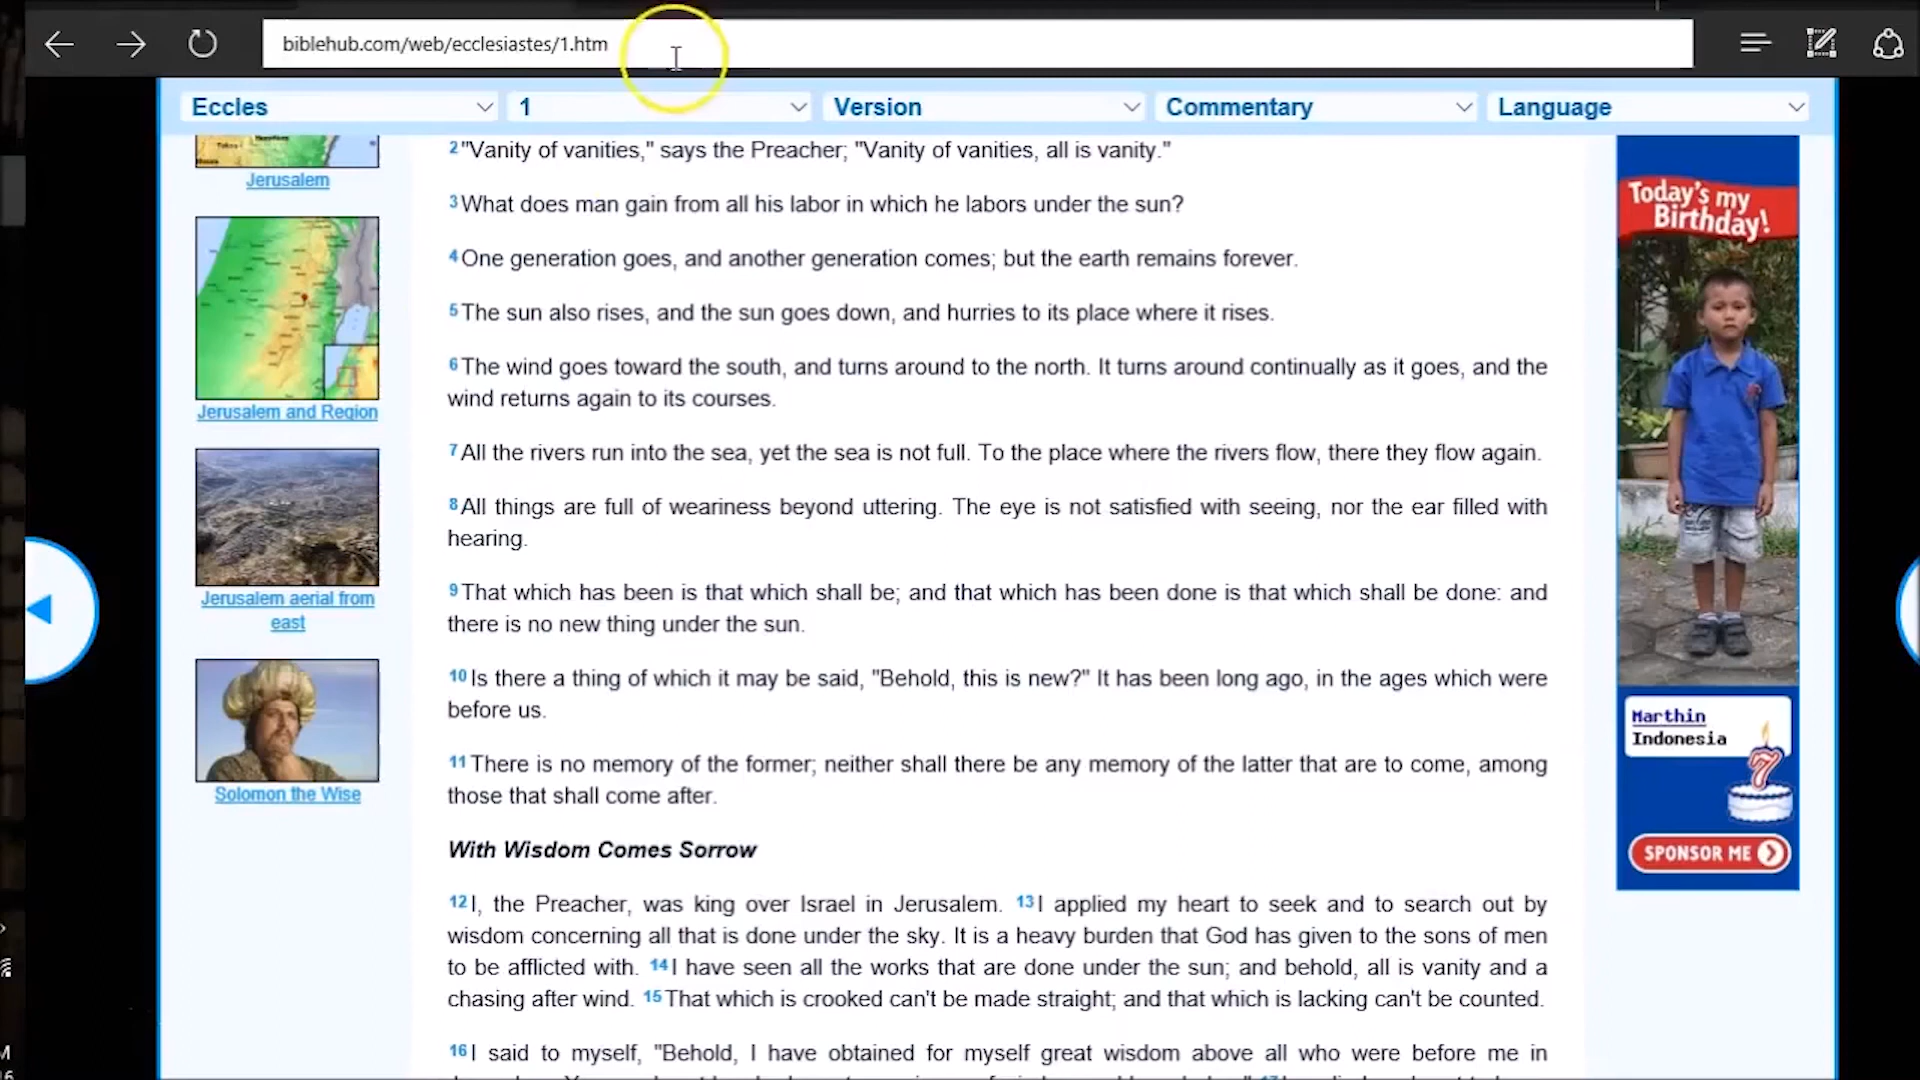 biblehub.com/web/ecclesiastes/1.htm
Eccles 1 Version Commentary Language
Jerusalem
Jerusalem and Region
Jerusalem aerial from
east
Solomon the Wise
2 "Vanity of vanities," says the Preacher; "Vanity of vanities, all is vanity."
3 What does man gain from all his labor in which he labors under the sun?
4 One generation goes, and another generation comes; but the earth remains forever.
5 The sun also rises, and the sun goes down, and hurries to its place where it rises.
6 The wind goes toward the south, and turns around to the north. It turns around continually as it goes, and the
wind returns again to its courses.
7 All the rivers run into the sea, yet the sea is not full. To the place where the rivers flow, there they flow again.
8 All things are full of weariness beyond uttering. The eye is not satisfied with seeing, nor the ear filled with
hearing.
9 That which has been is that which shall be; and that which has been done is that which shall be done: and
there is no new thing under the sun.
10 Is there a thing of which it may be said, "Behold, this is new?" It has been long ago, in the ages which were
before us.
11 There is no memory of the former; neither shall there be any memory of the latter that are to come, among
those that shall come after.
With Wisdom Comes Sorrow
12 I, the Preacher, was king over Israel in Jerusalem. 13 I applied my heart to seek and to search out by
wisdom concerning all that is done under the sky. It is a heavy burden that God has given to the sons of men
to be afflicted with. 14 I have seen all the works that are done under the sun; and behold, all is vanity and a
chasing after wind. 15 That which is crooked can't be made straight; and that which is lacking can't be counted.
16 I said to myself, "Behold, I have obtained for myself great wisdom above all who were before me in
Today's my
Birthday!
Marthin
Indonesia
7
SPONSOR ME
M
16